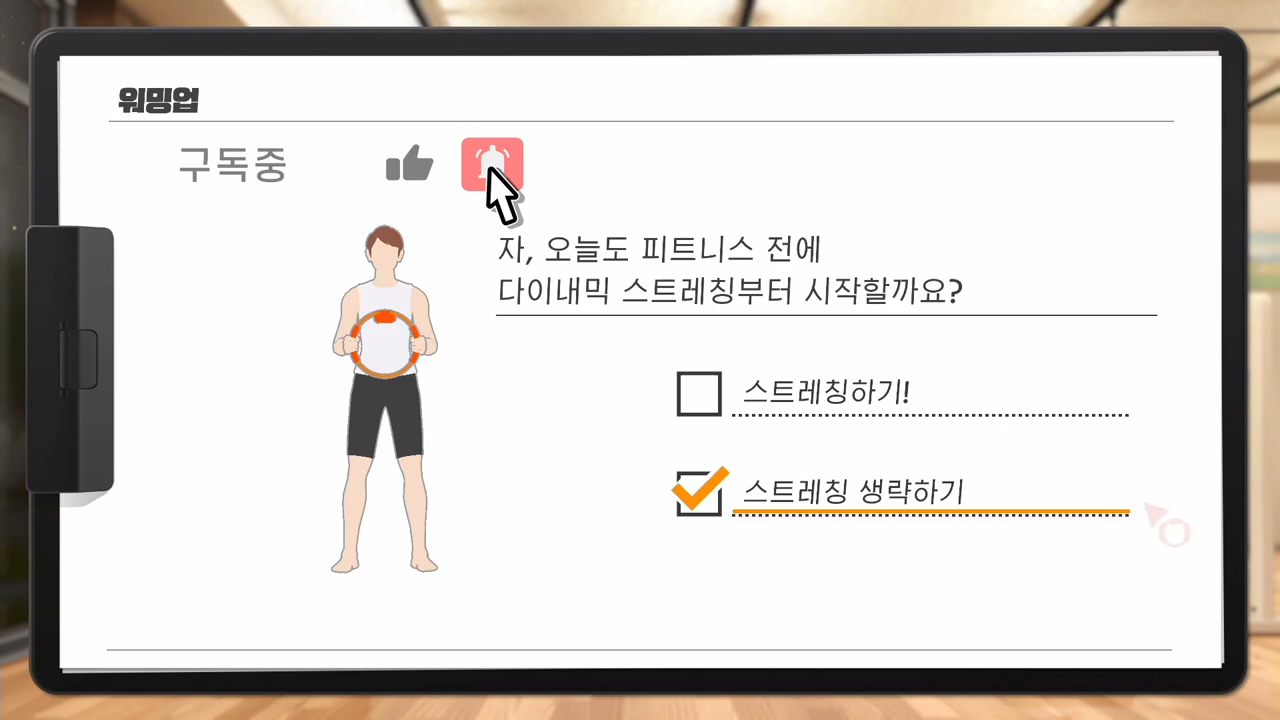 워밍업
구독중
자, 오늘도 피트니스 전에
다이내믹 스트레칭부터 시작할까요?
스트레칭하기!
스트레칭 생략하기